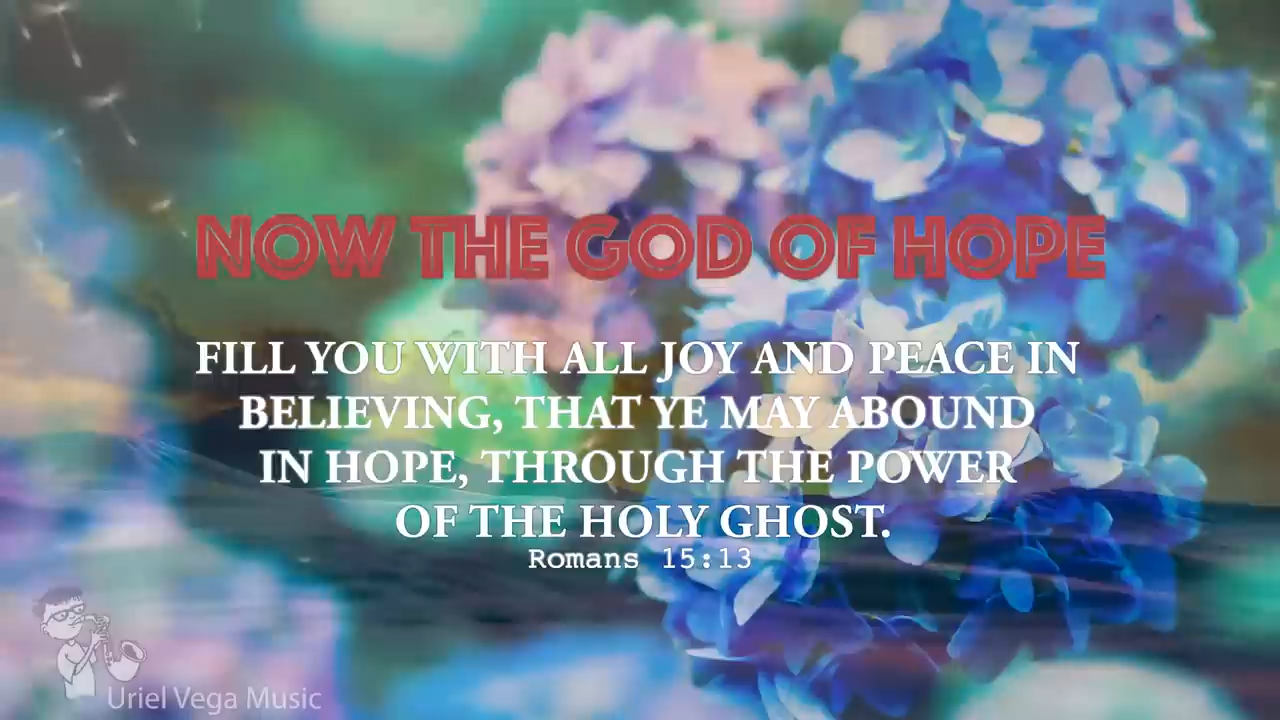 NOW THE GOD OF HOPE
FILL YOU WITH ALL JOY AND PEACE IN
BELIEVING, THAT YE MAY ABOUND
IN HOPE, THROUGH THE POWER
OF THE HOLY GHOST.
Romans 15:13
Uriel Vega Music